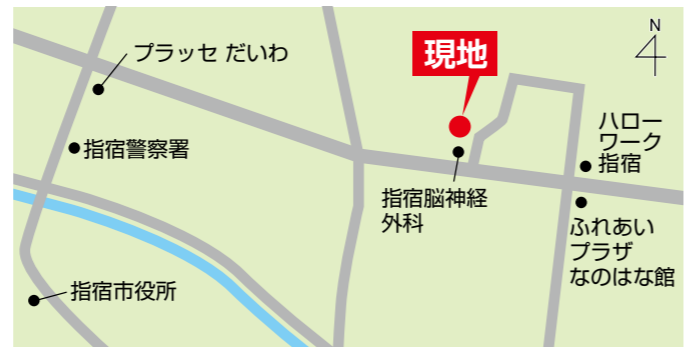 N
プラッセ だいわ
現地
ハロー
ワーク
指宿
指宿警察署
指宿脳神経
外科
ふれあい
プラザ
なのはな館
指宿市役所